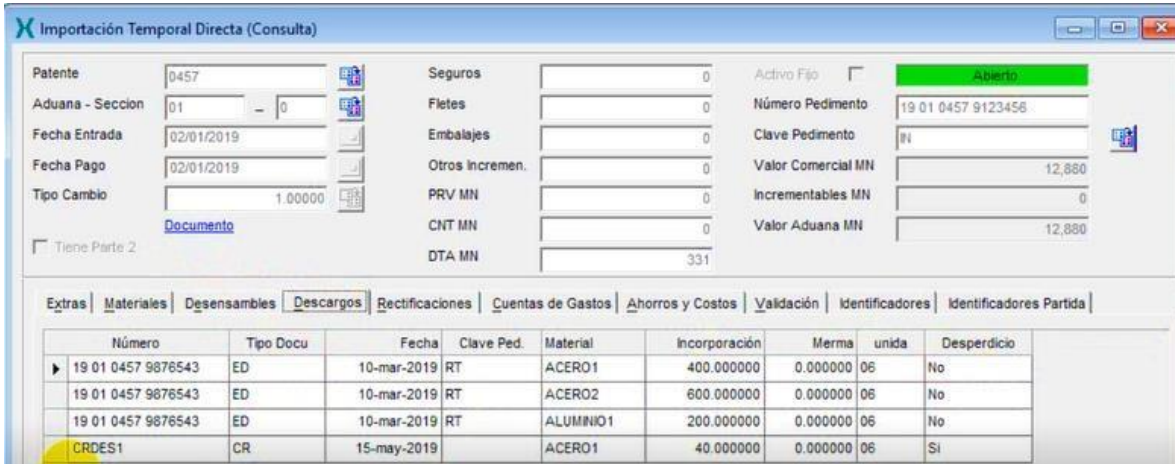 Importación Temporal Directa (Consulta)
Patente 0457 Seguros 0 Activo Fijo Abierto
Aduana - Seccion 01 - 0 Fletes 0 Número Pedimento 19 01 0457 9123456
Fecha Entrada 02/01/2019 Embalajes 0 Clave Pedimento IN
Fecha Pago 02/01/2019 Otros Incremen. 0 Valor Comercial MN 12,880
Tipo Cambio 1.00000 PRV MN 0 Incrementables MN 0
Documento CNT MN 0 Valor Aduana MN 12,880
Tiene Parte 2 DTA MN 331
Extras Materiales Desensambles Descargos Rectificaciones Cuentas de Gastos Ahorros y Costos Validación Identificadores Identificadores Partida
Número Tipo Docu Fecha Clave Ped. Material Incorporación Merma unida Desperdicio
19 01 0457 9876543 ED 10-mar-2019 RT ACERO1 400.000000 0.000000 06 No
19 01 0457 9876543 ED 10-mar-2019 RT ACERO2 600.000000 0.000000 06 No
19 01 0457 9876543 ED 10-mar-2019 RT ALUMINIO1 200.000000 0.000000 06 No
CRDES1 CR 15-may-2019 ACERO1 40.000000 0.000000 06 Si